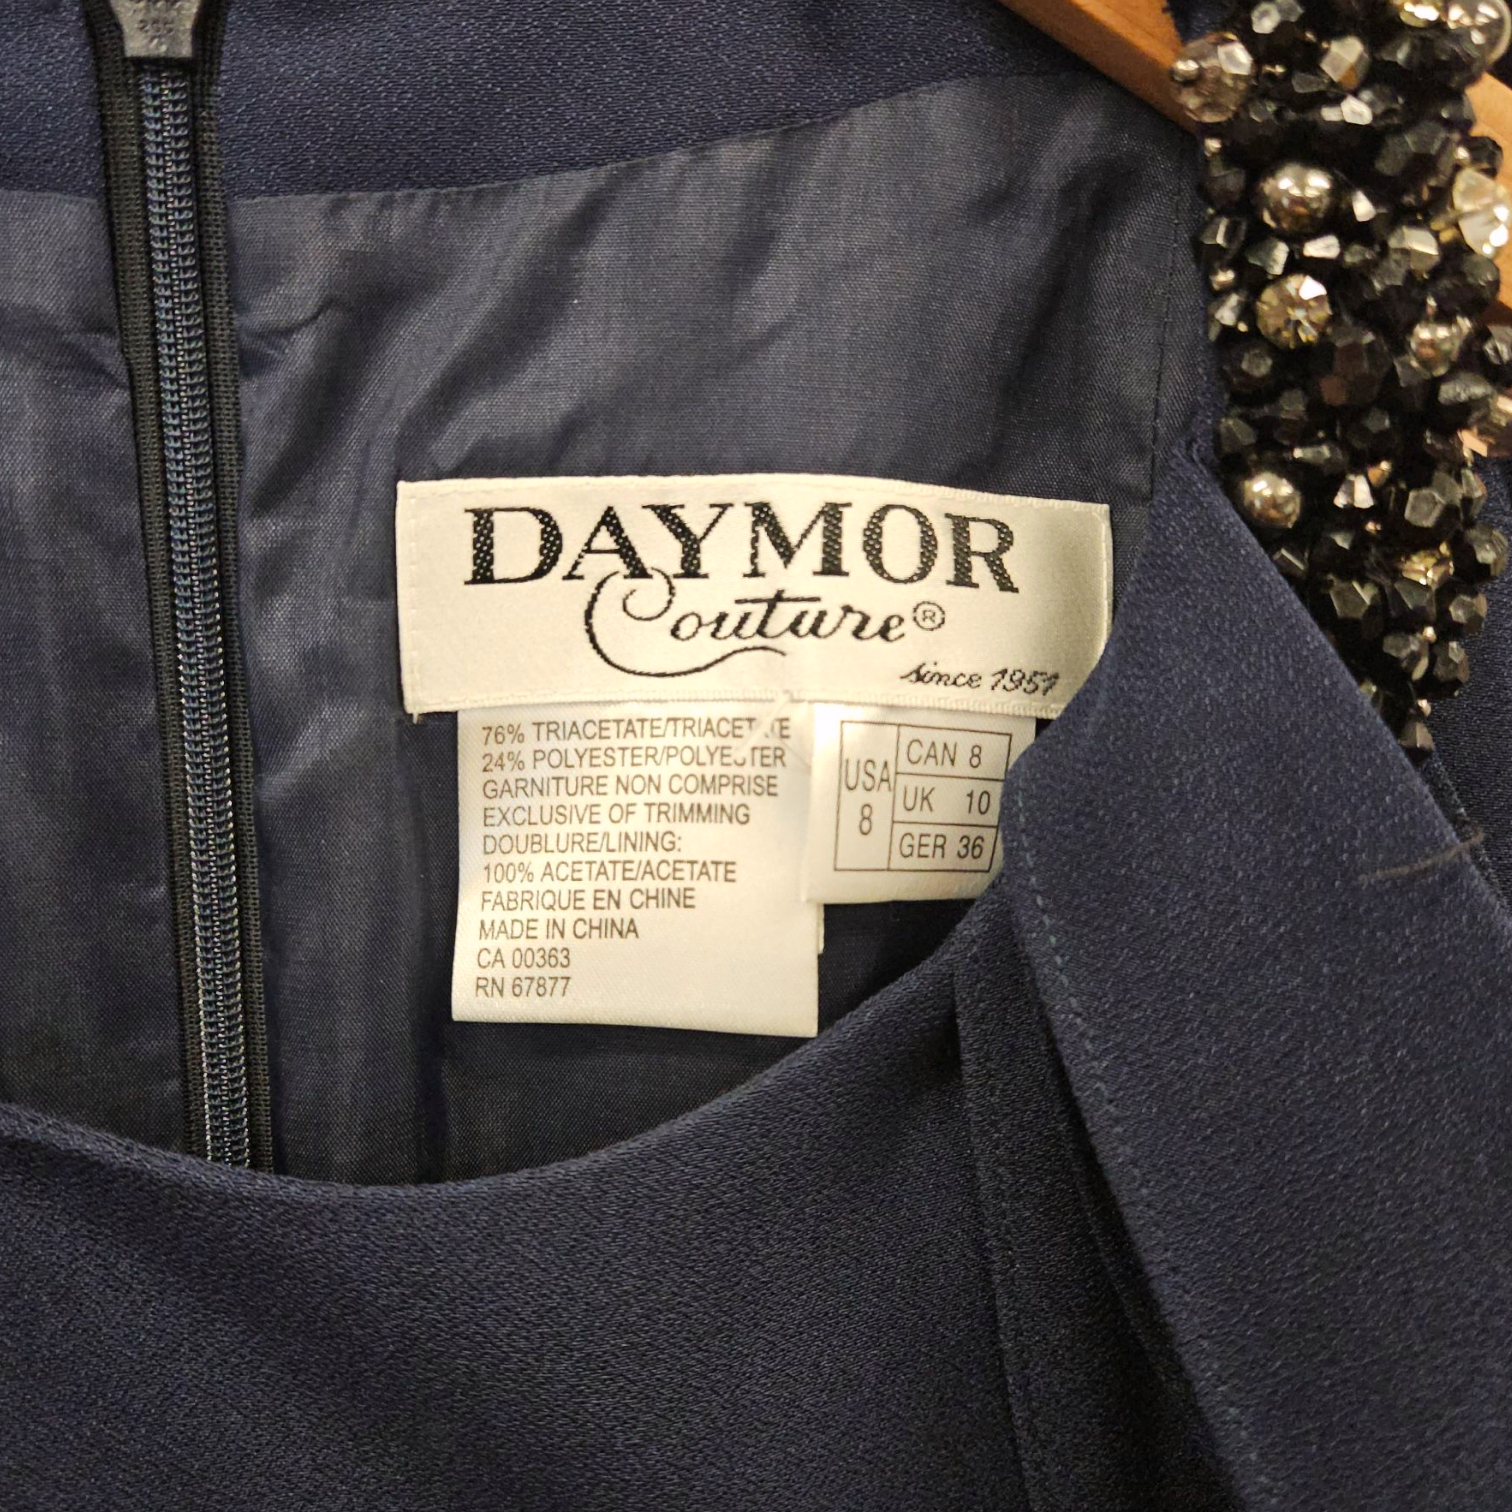 DAYMOR
Couture®
since 1951
76% TRIACETATE/TRIACETATE
24% POLYESTER/POLYESTER
GARNITURE NON COMPRISE
EXCLUSIVE OF TRIMMING
DOUBLURE/LINING:
100% ACETATE/ACETATE
FABRIQUE EN CHINE
MADE IN CHINA
CA 00363
RN 67877
USA
8
CAN 8
UK 10
GER 36